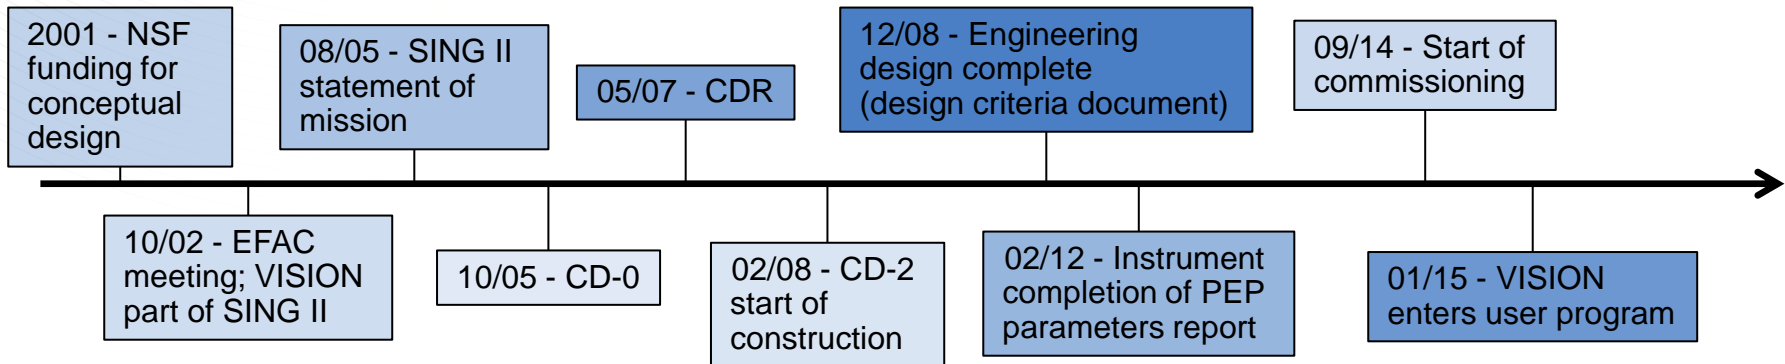 2001 - NSF
funding for
conceptual
design
10/02 - EFAC
meeting; VISION
part of SING II
08/05 - SING II
statement of
mission
10/05 - CD-0
05/07 - CDR
02/08 - CD-2
start of
construction
12/08 - Engineering
design complete
(design criteria document)
02/12 - Instrument
completion of PEP
parameters report
09/14 - Start of
commissioning
01/15 - VISION
enters user program